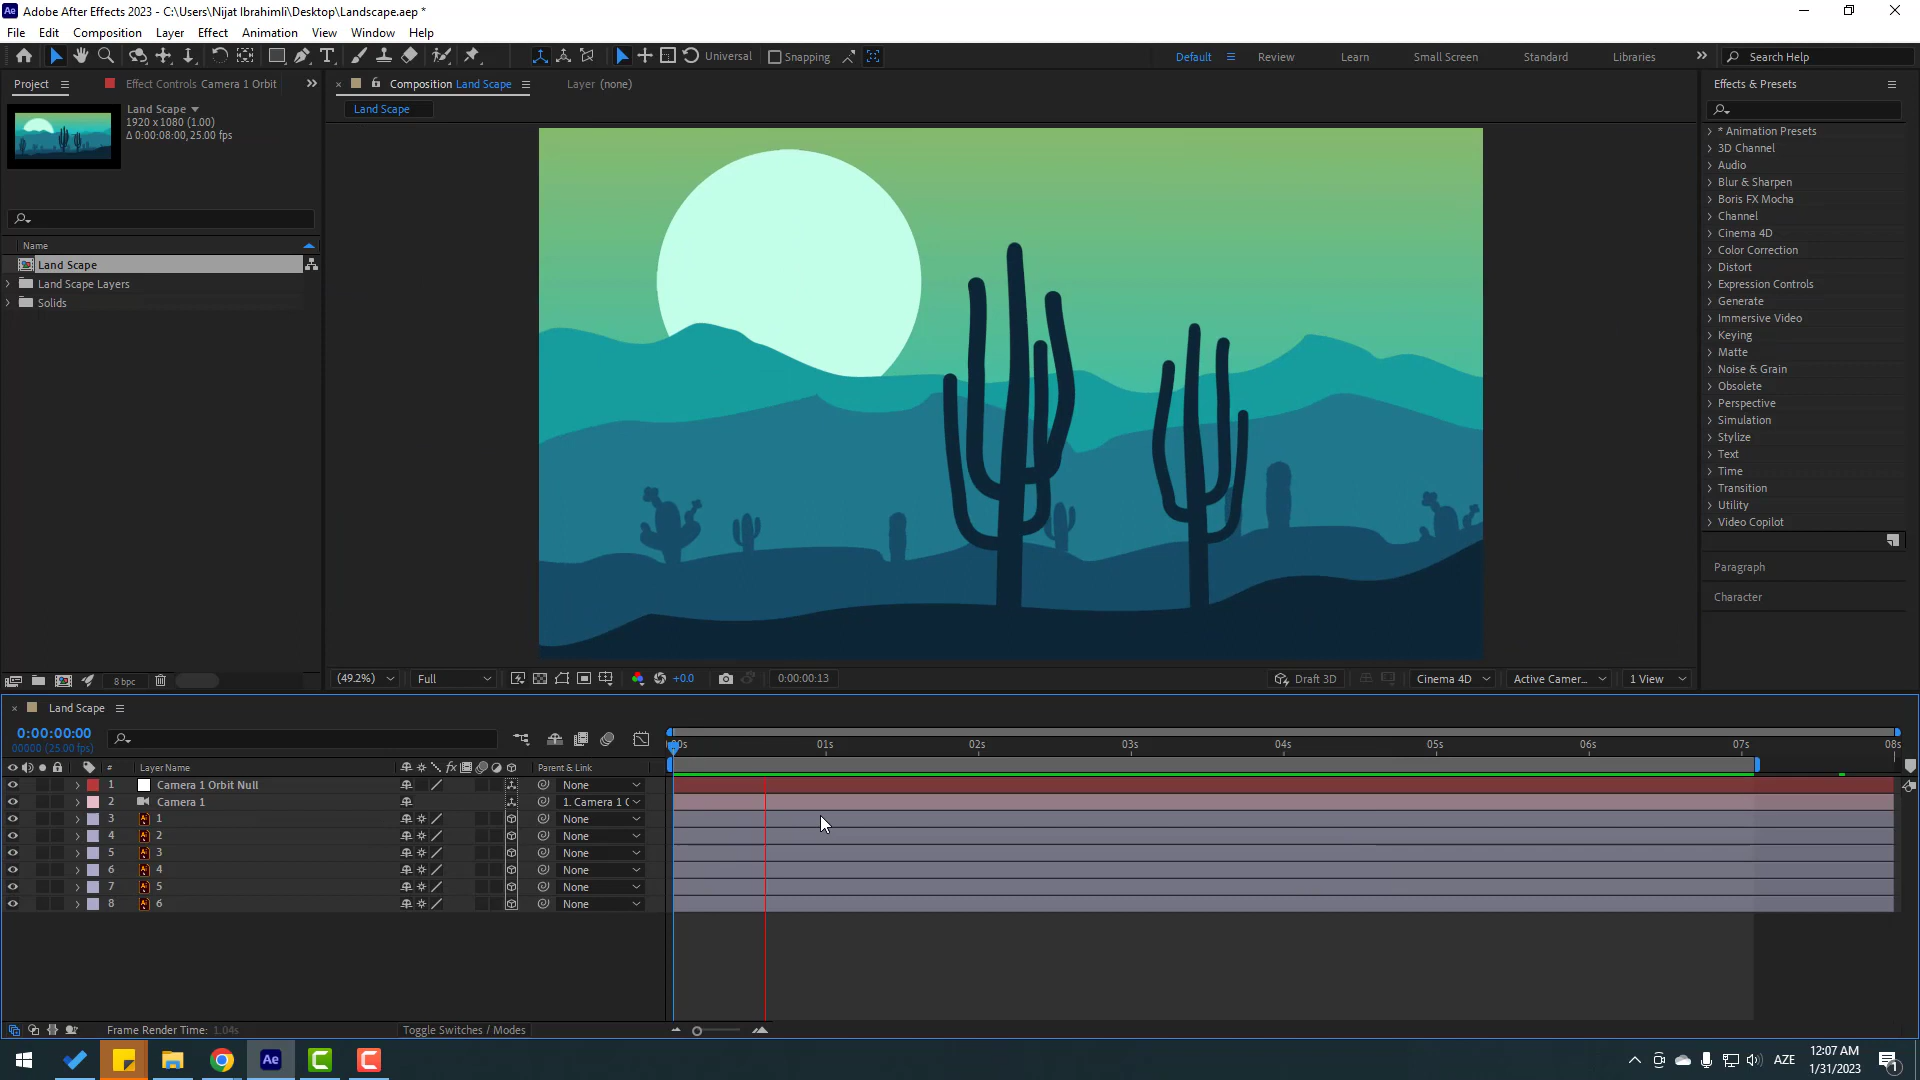 Adobe After Effects 2023 - C:\Users\Nijat Ibrahimli\Desktop\Landscape.aep *
File Edit Composition Layer Effect Animation View Window Help
Universal Snapping Default Review Learn Small Screen Standard Libraries Search Help
Project Effect Controls Camera 1 Orbit
Composition Land Scape Layer (none)
Effects & Presets
Land Scape
1920 x 1080 (1.00)
Δ 0:00:08:00, 25.00 fps
Land Scape
Name
Land Scape
Land Scape Layers
Solids
* Animation Presets
3D Channel
Audio
Blur & Sharpen
Boris FX Mocha
Channel
Cinema 4D
Color Correction
Distort
Expression Controls
Generate
Immersive Video
Keying
Matte
Noise & Grain
Obsolete
Perspective
Simulation
Stylize
Text
Time
Transition
Utility
Video Copilot
Paragraph
Character
8 bpc
(49.2%) Full +0.0 0:00:00:13 Draft 3D Cinema 4D Active Camer... 1 View
Land Scape
0:00:00:00
00000 (25.00 fps)
00s 01s 02s 03s 04s 05s 06s 07s 08s
# Layer Name Parent & Link
1 Camera 1 Orbit Null None
2 Camera 1 1. Camera 1 (
3 1 None
4 2 None
5 3 None
6 4 None
7 5 None
8 6 None
Frame Render Time: 1.04s Toggle Switches / Modes
AZE 12:07 AM
1/31/2023 1